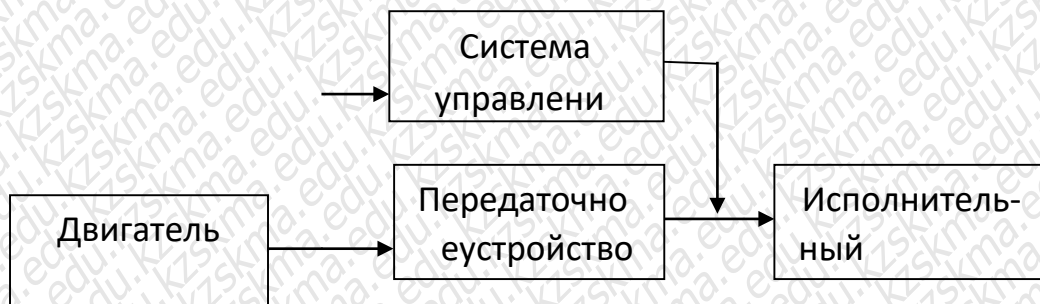 Система
управлени
Двигатель
Передаточно
еустройство
Исполнитель-
ный